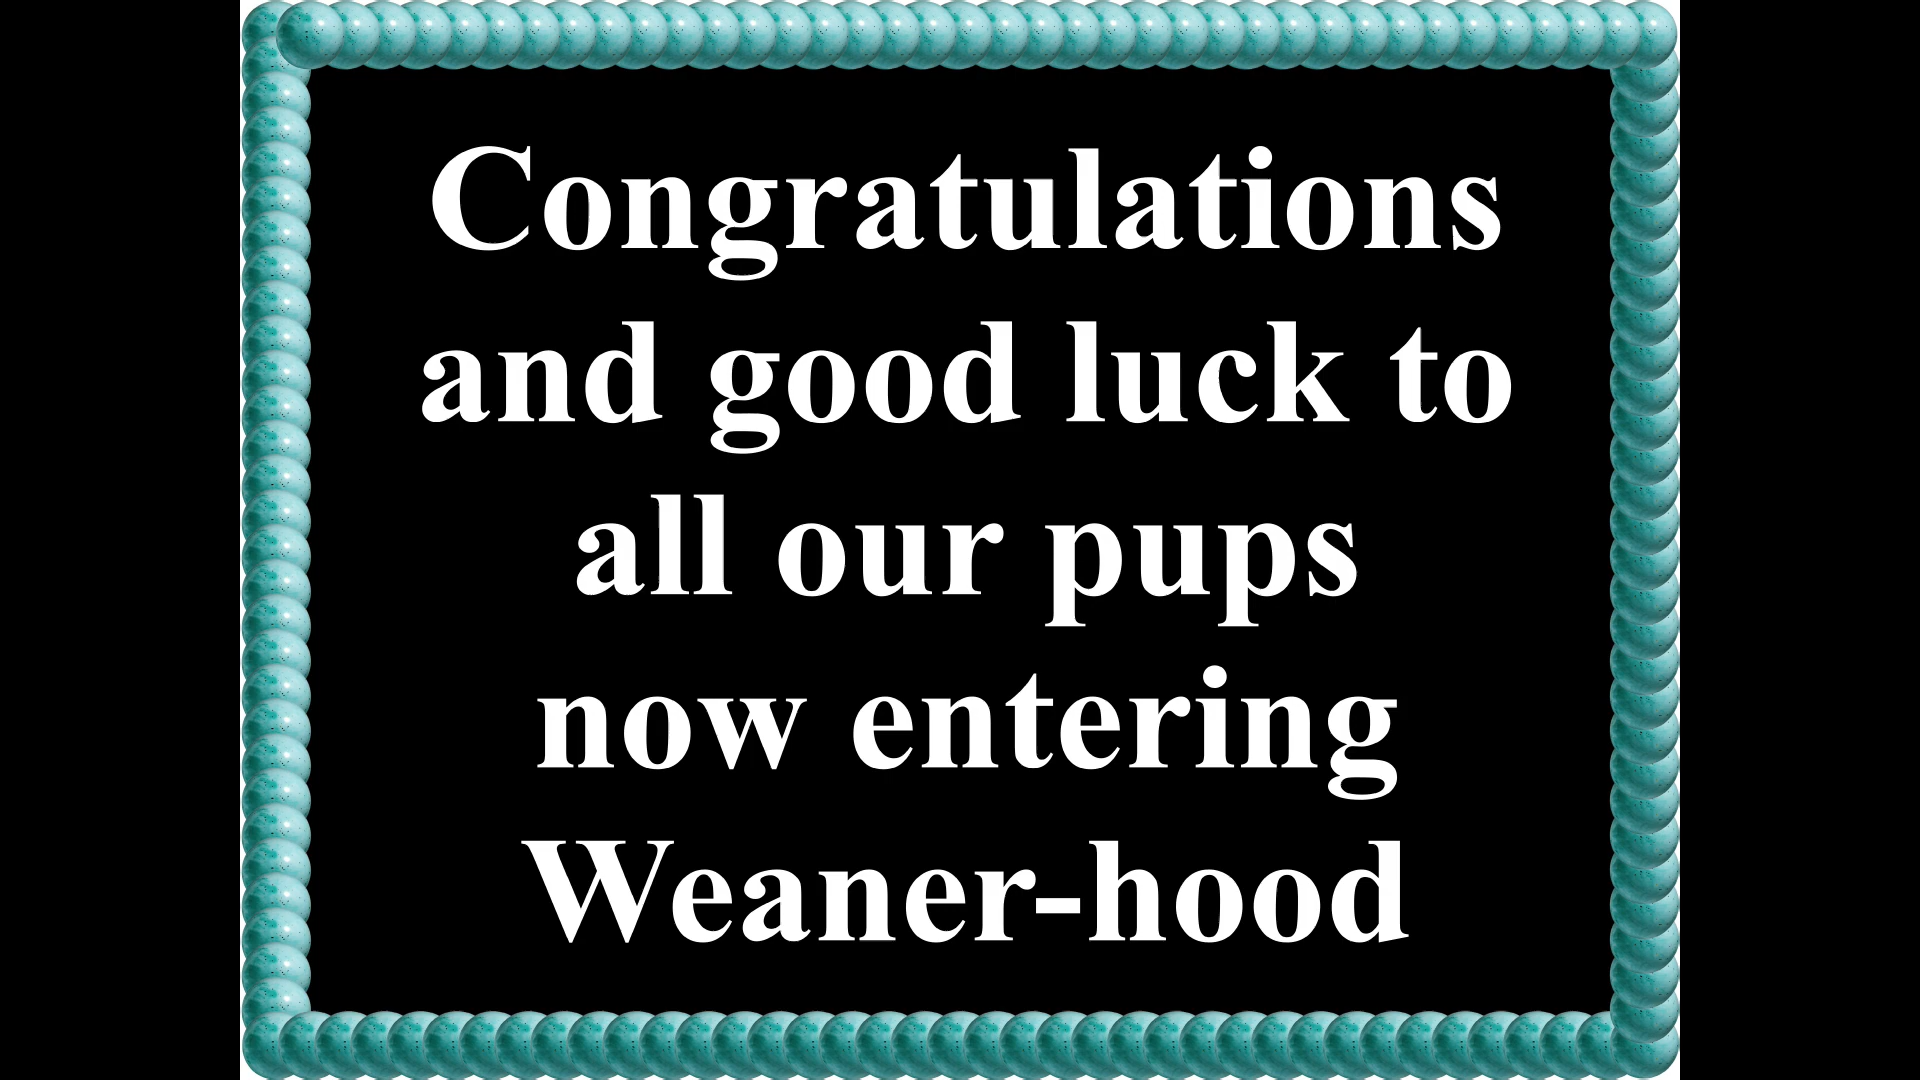 Congratulations
and good luck to
all our pups
now entering
Weaner-hood